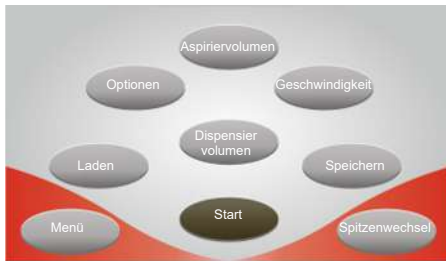 Aspiriervolumen
Optionen
Geschwindigkeit
Dispensier
volumen
Laden
Speichern
Start
Menü
Spitzenwechsel